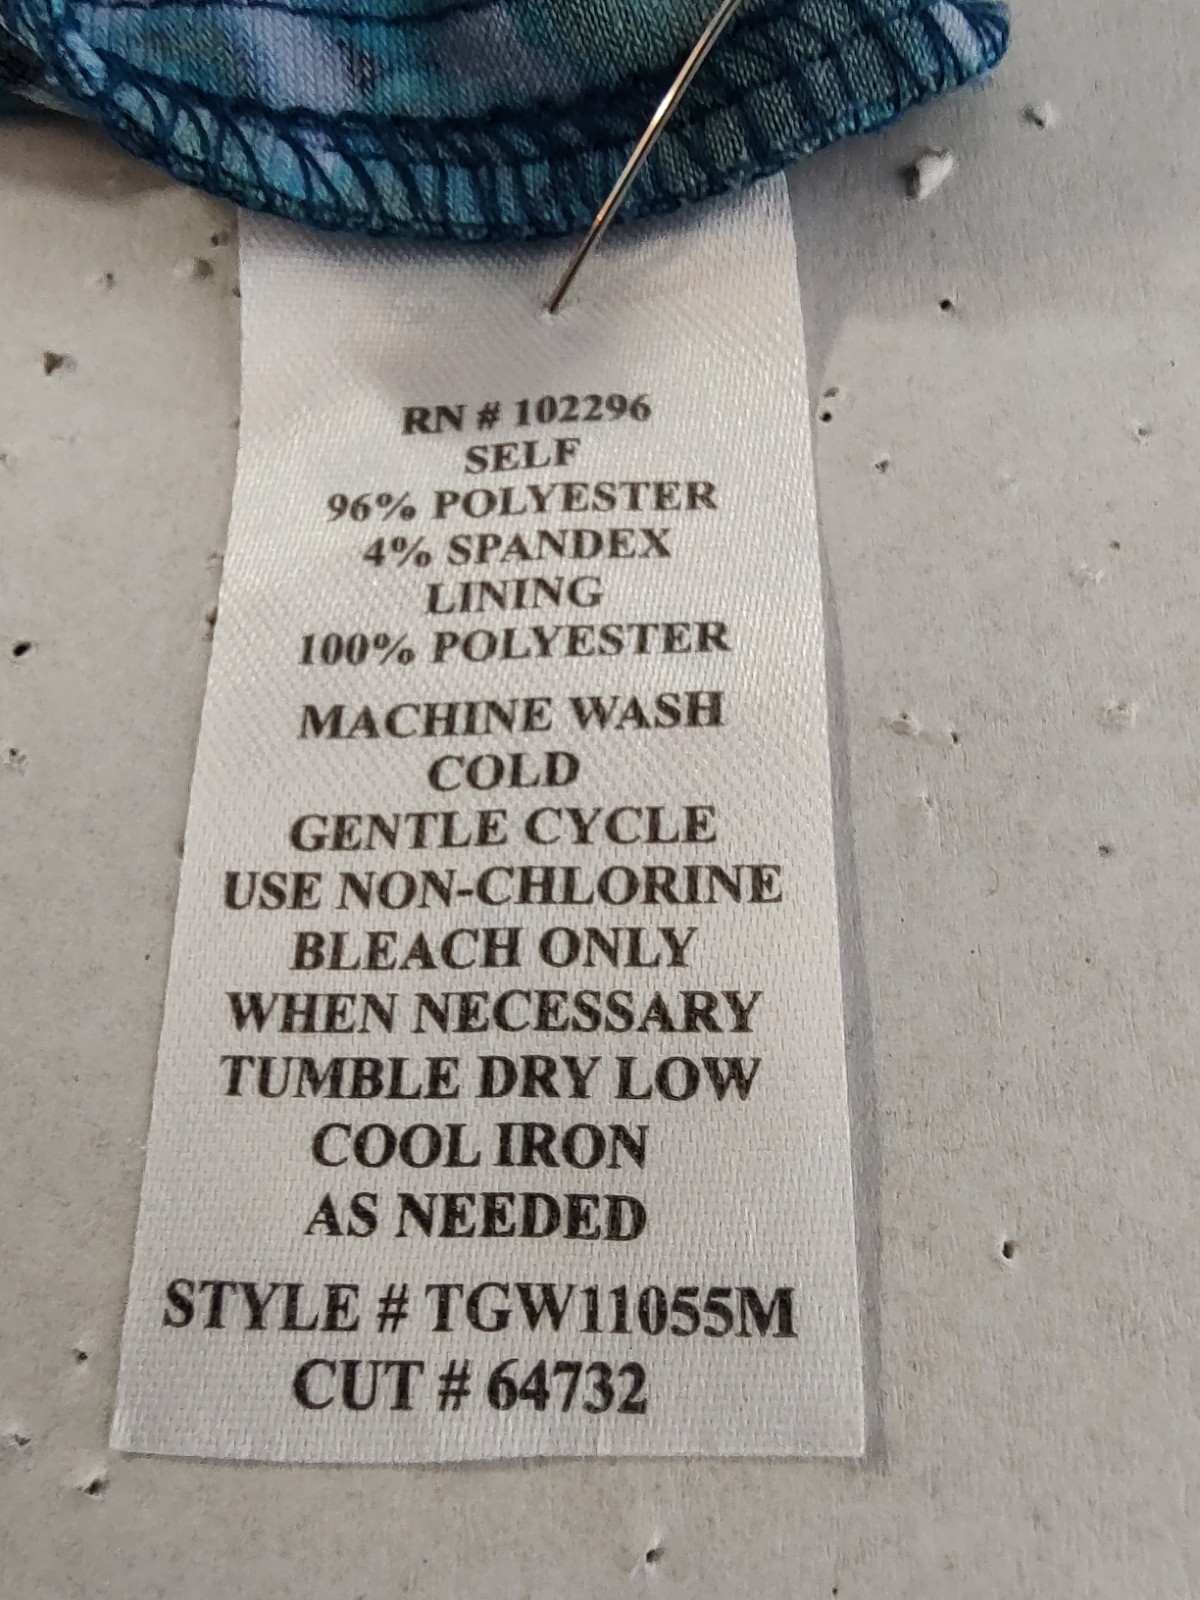 RN # 102296
SELF
96% POLYESTER
4% SPANDEX
LINING
100% POLYESTER
MACHINE WASH
COLD
GENTLE CYCLE
USE NON-CHLORINE
BLEACH ONLY
WHEN NECESSARY
TUMBLE DRY LOW
COOL IRON
AS NEEDED
STYLE # TGW11055M
CUT # 64732